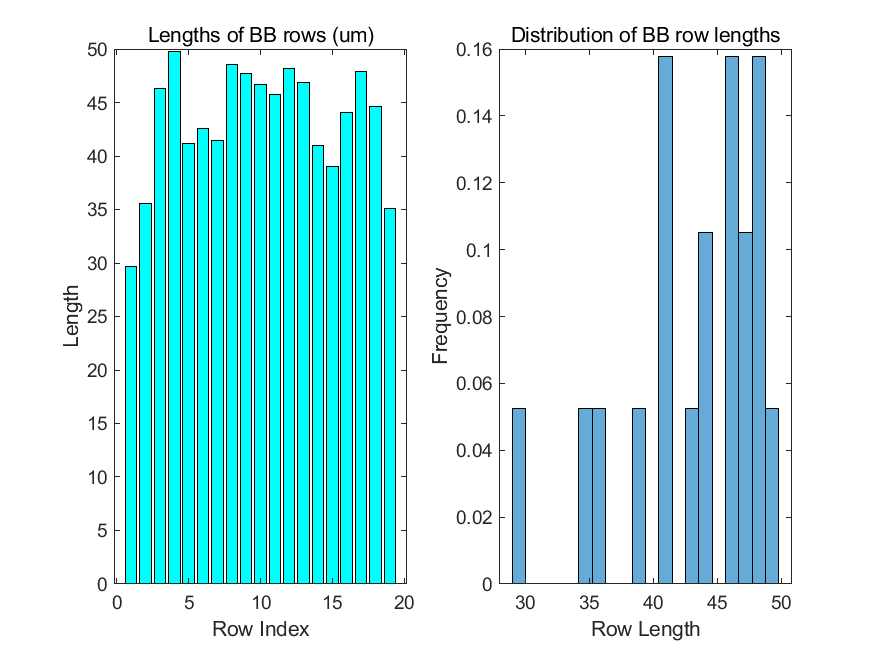 Lengths of BB rows (um)
50
45
40
35
30
25
20
15
10
5
0
Length
0 5 10 15 20
Row Index
Distribution of BB row lengths
0.16
0.14
0.12
0.1
0.08
0.06
0.04
0.02
0
Frequency
30 35 40 45 50
Row Length